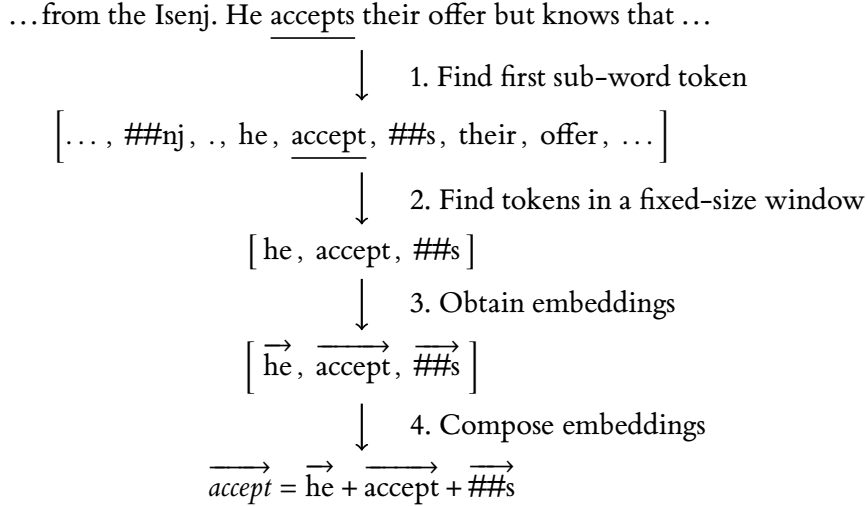 …from the Isenj. He accepts their offer but knows that …
1. Find first sub-word token
[..., ##nj, ., he, accept, ##s, their, offer, ...]
2. Find tokens in a fixed-size window
[he, accept, ##s]
3. Obtain embeddings
[he, accept, ##s]
4. Compose embeddings
accept = he + accept + ##s